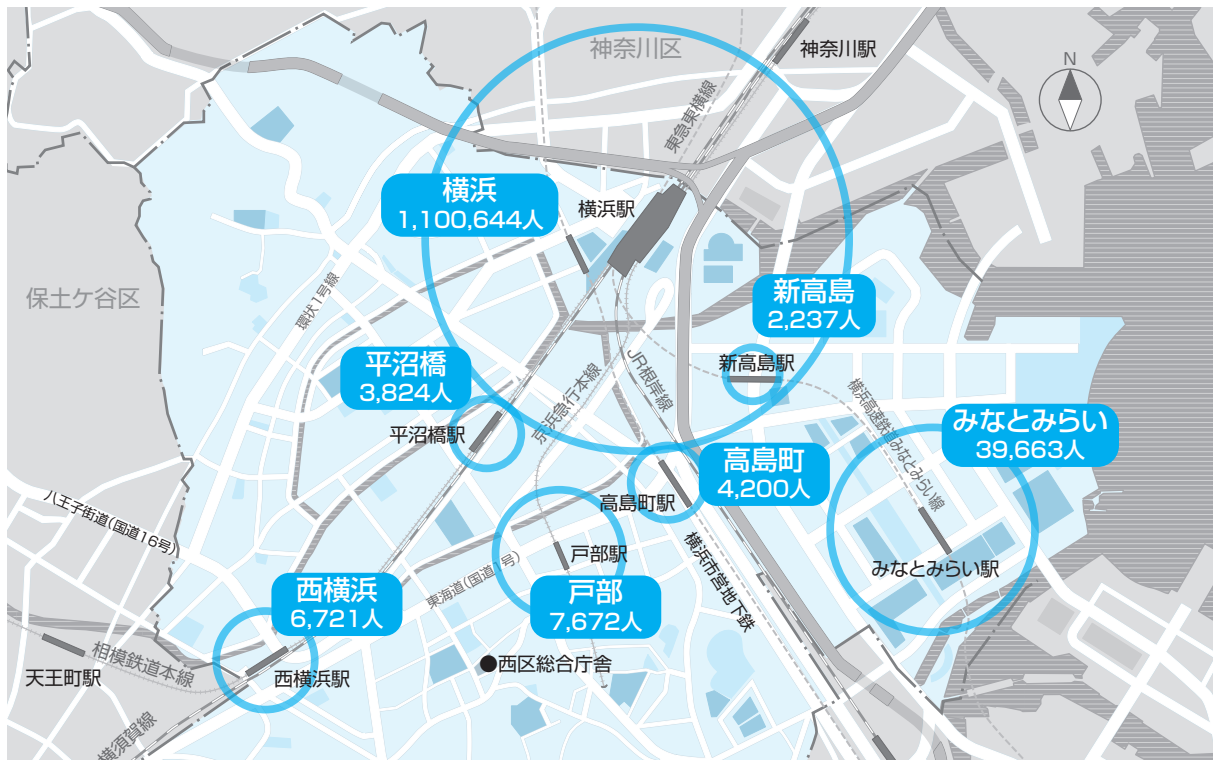 神奈川区
神奈川駅
N
東急東横線
横浜
1,100,644人
横浜駅
保土ケ谷区
環状1号線
新高島
2,237人
新高島駅
平沼橋
3,824人
平沼橋駅
京浜急行本線
JR根岸線
横浜高速鉄道みなとみらい線
みなとみらい
39,663人
みなとみらい駅
高島町
4,200人
高島町駅
八王子街道(国道16号)
戸部駅
戸部
7,672人
東海道(国道1号)
横浜市営地下鉄
西横浜
6,721人
西横浜駅
●西区総合庁舎
相模鉄道本線
天王町駅
横須賀線